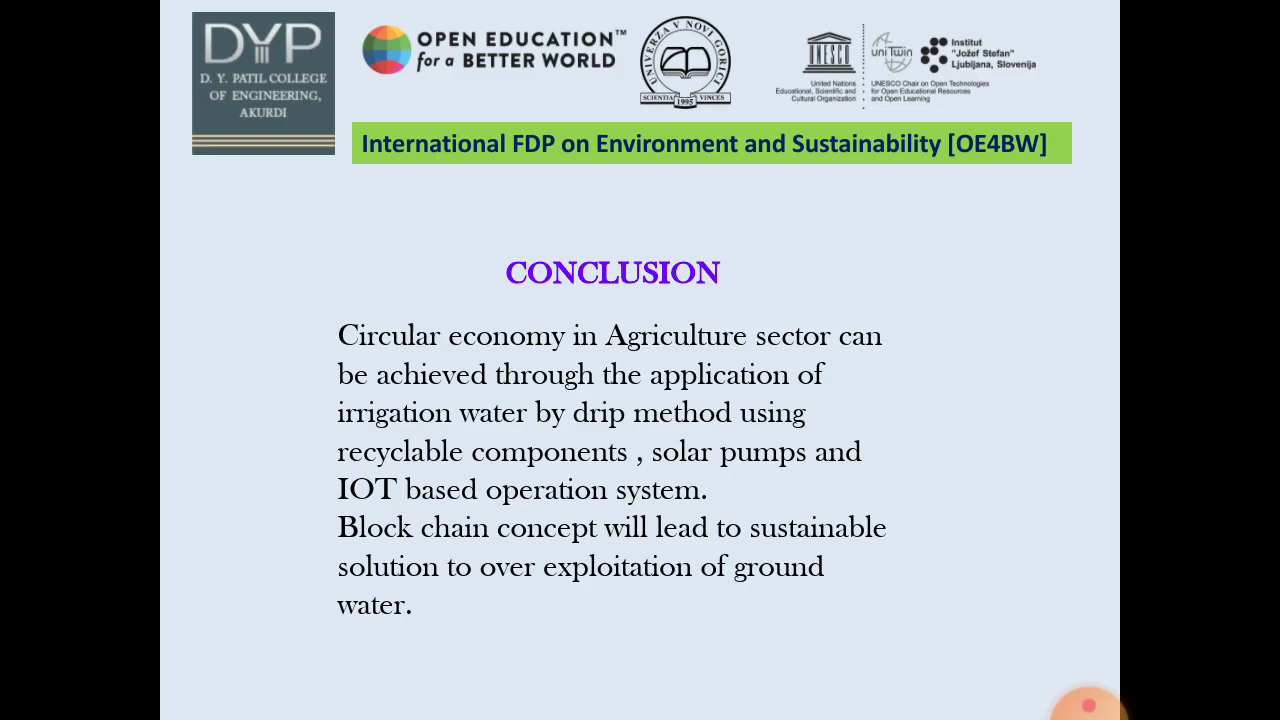 DYP
D. Y. PATIL COLLEGE
OF ENGINEERING,
AKURDI
OPEN EDUCATION™
for a BETTER WORLD
UNIVERZA V NOVI GORICI
SCIENTIA VINCES
1995
UNESCO
United Nations
Educational, Scientific and
Cultural Organization
uniTwin
Institut
"Jožef Stefan"
Ljubljana, Slovenija
UNESCO Chair on Open Technologies
for Open Educational Resources
and Open Learning
International FDP on Environment and Sustainability [OE4BW]
CONCLUSION
Circular economy in Agriculture sector can
be achieved through the application of
irrigation water by drip method using
recyclable components , solar pumps and
IOT based operation system.
Block chain concept will lead to sustainable
solution to over exploitation of ground
water.